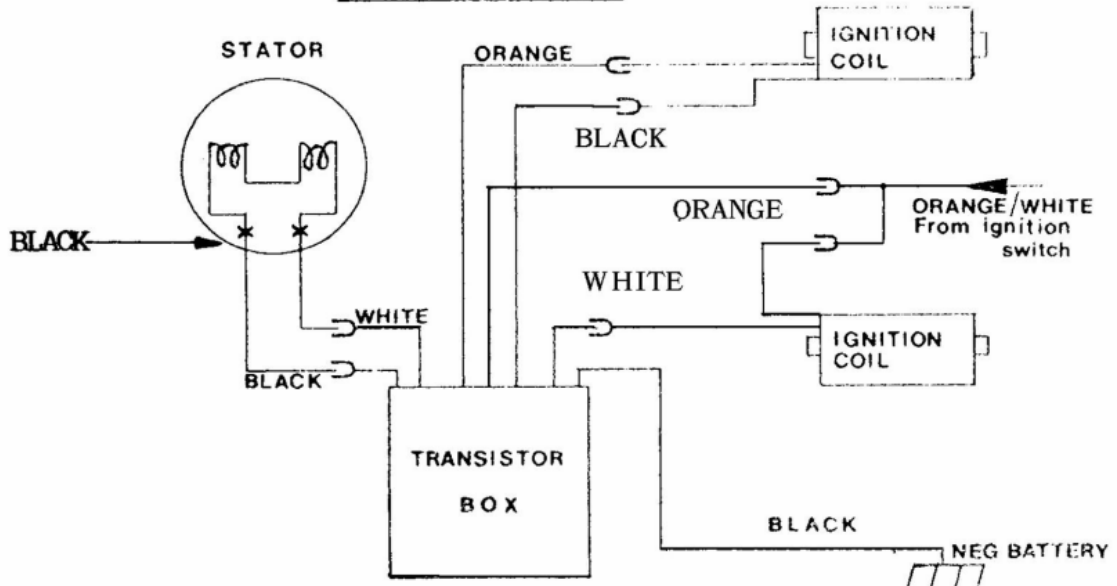 STATOR
ORANGE
IGNITION
COIL
BLACK
ORANGE
ORANGE/WHITE
From ignition
switch
BLACK
WHITE
WHITE
IGNITION
COIL
BLACK
TRANSISTOR
BOX
BLACK
NEG BATTERY